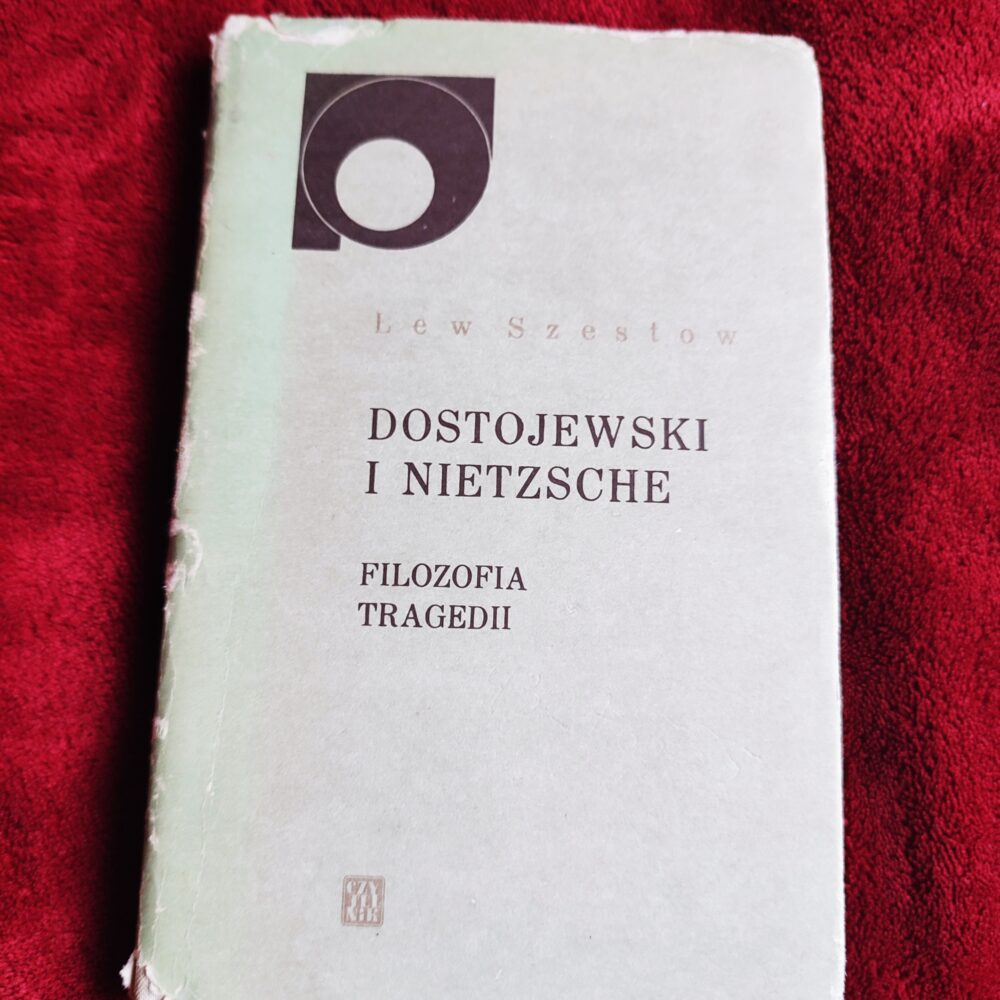 Lew Szestow
DOSTOJEWSKI
I NIETZSCHE
FILOZOFIA
TRAGEDII
CZY
TEL
NIK